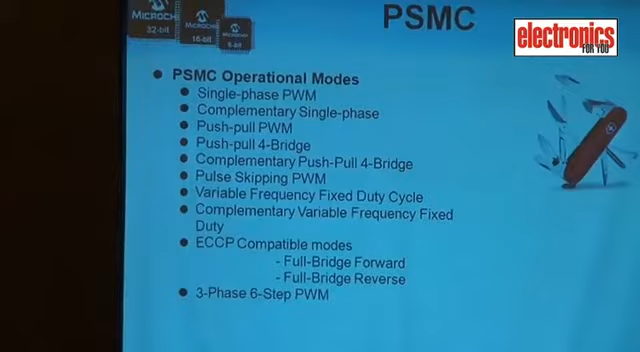 MICROCHIP
32-bit
MICROCHIP
16-bit
MICROCHIP
8-bit
PSMC
electronics
FOR YOU
PSMC Operational Modes
Single-phase PWM
Complementary Single-phase
Push-pull PWM
Push-pull 4-Bridge
Complementary Push-Pull 4-Bridge
Pulse Skipping PWM
Variable Frequency Fixed Duty Cycle
Complementary Variable Frequency Fixed
Duty
ECCP Compatible modes
- Full-Bridge Forward
- Full-Bridge Reverse
3-Phase 6-Step PWM